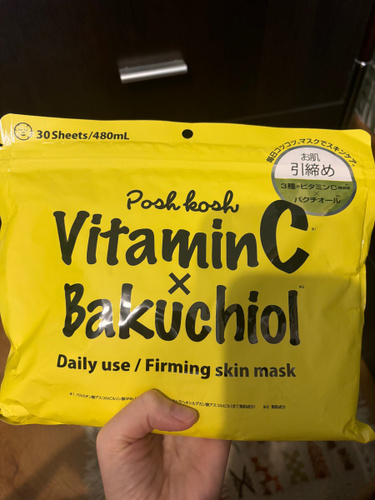 30 Sheets/480mL
毎日コツコツ、マスクでスキンケア。
お肌
引締め
3種のビタミンC
×
バクチオール
Posh kosh
VitaminC
×
Bakuchiol
Daily use / Firming skin mask